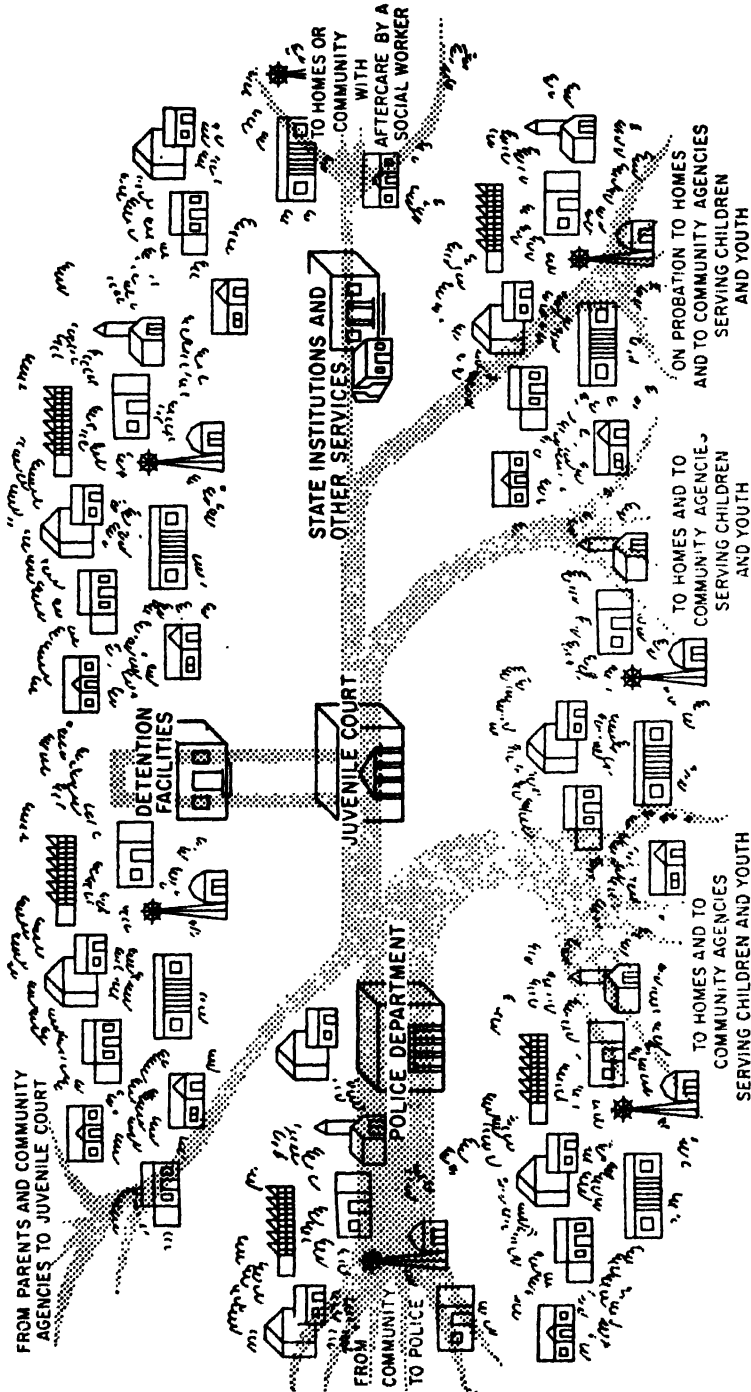 FROM PARENTS AND COMMUNITY
AGENCIES TO JUVENILE COURT
FROM
COMMUNITY
TO POLICE
POLICE DEPARTMENT
DETENTION
FACILITIES
JUVENILE COURT
STATE INSTITUTIONS AND
OTHER SERVICES
TO HOMES OR
COMMUNITY
WITH
AFTERCARE BY A
SOCIAL WORKER
TO HOMES AND TO
COMMUNITY AGENCIES
SERVING CHILDREN AND YOUTH
TO HOMES AND TO
COMMUNITY AGENCIES
SERVING CHILDREN
AND YOUTH
ON PROBATION TO HOMES
AND TO COMMUNITY AGENCIES
SERVING CHILDREN
AND YOUTH